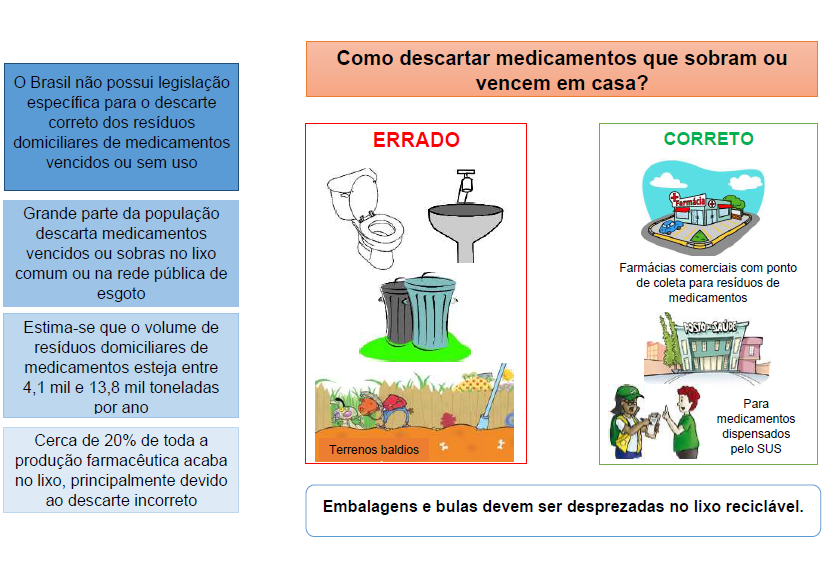 O Brasil não possui legislação
específica para o descarte
correto dos resíduos
domiciliares de medicamentos
vencidos ou sem uso
Grande parte da população
descarta medicamentos
vencidos ou sobras no lixo
comum ou na rede pública de
esgoto
Estima-se que o volume de
resíduos domiciliares de
medicamentos esteja entre
4,1 mil e 13,8 mil toneladas
por ano
Cerca de 20% de toda a
produção farmacêutica acaba
no lixo, principalmente devido
ao descarte incorreto
Como descartar medicamentos que sobram ou
vencem em casa?
ERRADO
Terrenos baldios
CORRETO
Farmácia
Farmácias comerciais com ponto
de coleta para resíduos de
medicamentos
POSTO DE SAÚDE
Para
medicamentos
dispensados
pelo SUS
Embalagens e bulas devem ser desprezadas no lixo reciclável.